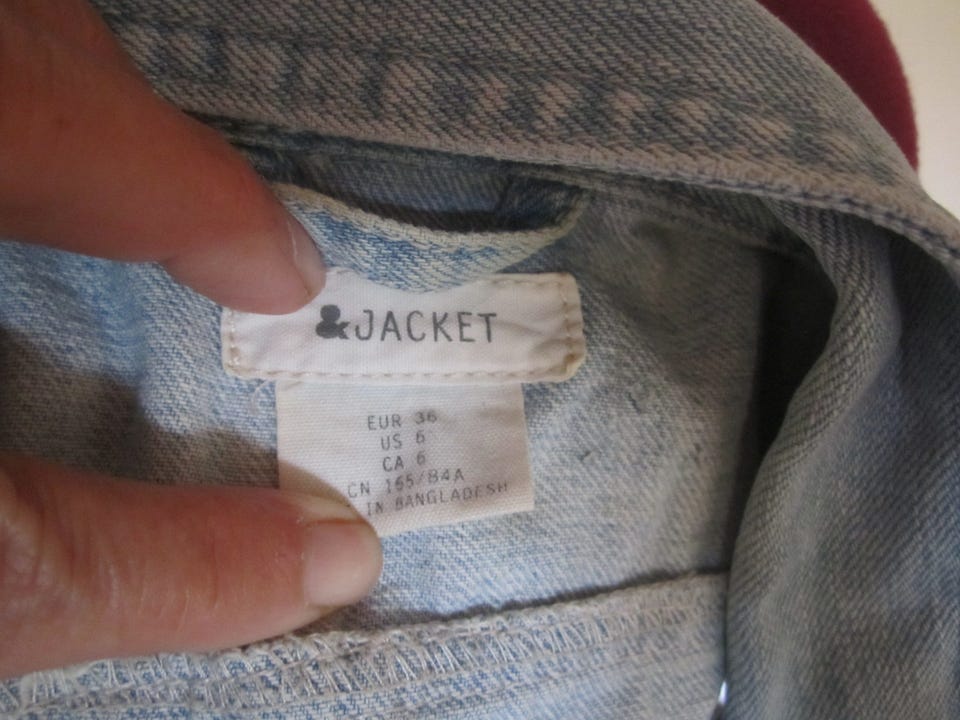 &JACKET
EUR 36
US 6
CA 6
CN 165/84A
IN BANGLADESH